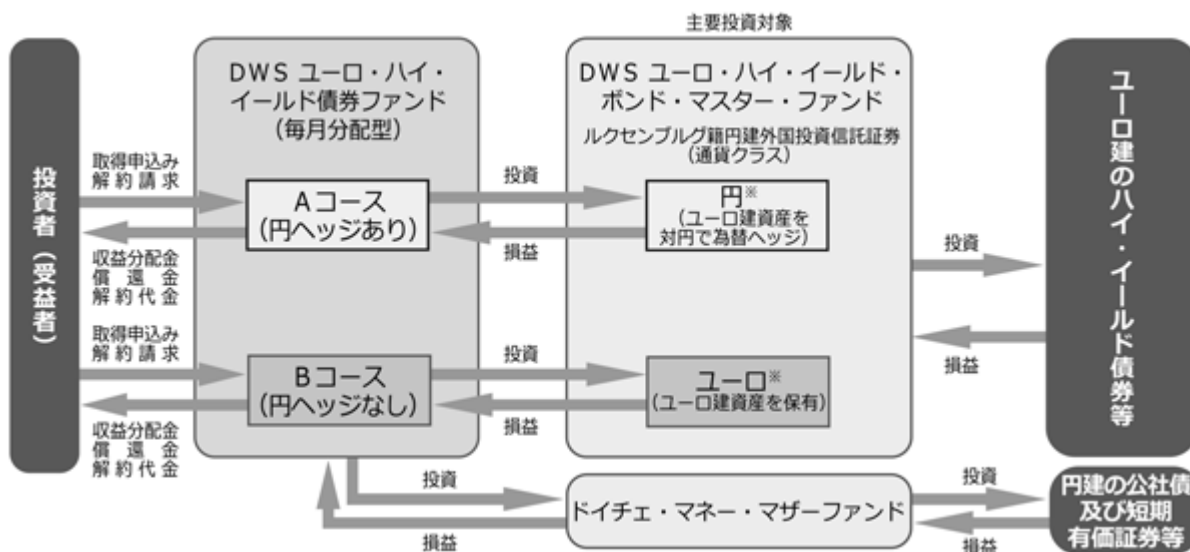 主要投資対象
投資者（受益者）
取得申込み
解約請求
収益分配金
償還金
解約代金
取得申込み
解約請求
収益分配金
償還金
解約代金
DWS ユーロ・ハイ・
イールド債券ファンド
（毎月分配型）
Aコース
（円ヘッジあり）
Bコース
（円ヘッジなし）
投資
損益
投資
損益
DWS ユーロ・ハイ・イールド・
ボンド・マスター・ファンド
ルクセンブルグ籍円建外国投資信託証券
（通貨クラス）
円※
（ユーロ建資産を
対円で為替ヘッジ）
ユーロ※
（ユーロ建資産を保有）
投資
損益
ユーロ建のハイ・イールド債券等
投資
損益
ドイチェ・マネー・マザーファンド
投資
損益
円建の公社債
及び短期
有価証券等